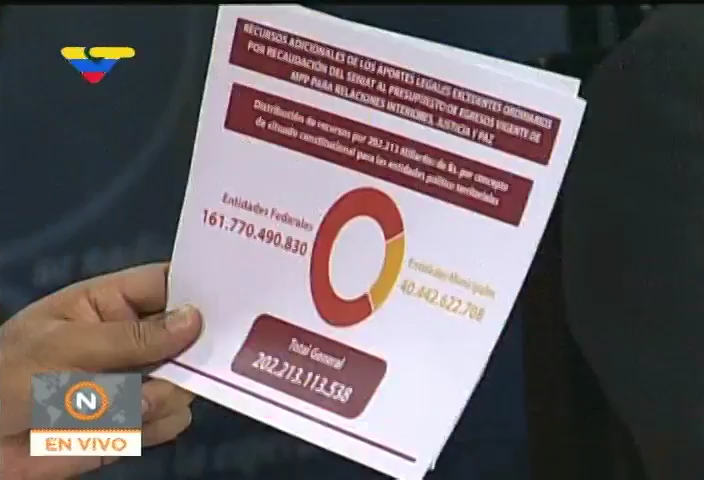 RECURSOS ADICIONALES DE LOS APORTES LEGALES EXCEDENTES ORDINARIOS
POR RECAUDACIÓN DEL SENIAT AL PRESUPUESTO DE EGRESOS VIGENTE DE
MPP PARA RELACIONES INTERIORES, JUSTICIA Y PAZ
Distribución de recursos por 202.213 Millardos de Bs. por concepto
de situado constitucional para las entidades político territoriales
Entidades Federales
161.770.490.830
Entidades Municipales
40.442.622.708
Total General
202.213.113.538
N
EN VIVO